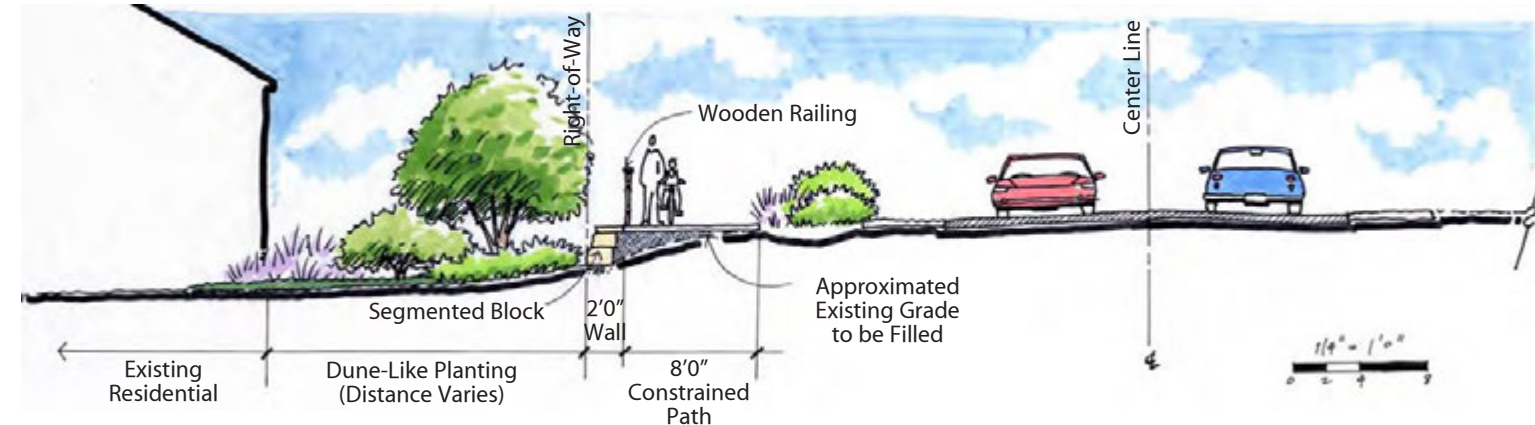 Right-of-Way
Center Line
Wooden Railing
Segmented Block
2'0"
Wall
Approximated
Existing Grade
to be Filled
Existing
Residential
Dune-Like Planting
(Distance Varies)
8'0"
Constrained
Path
℄
1/4" = 1'0"
0 2 4 8